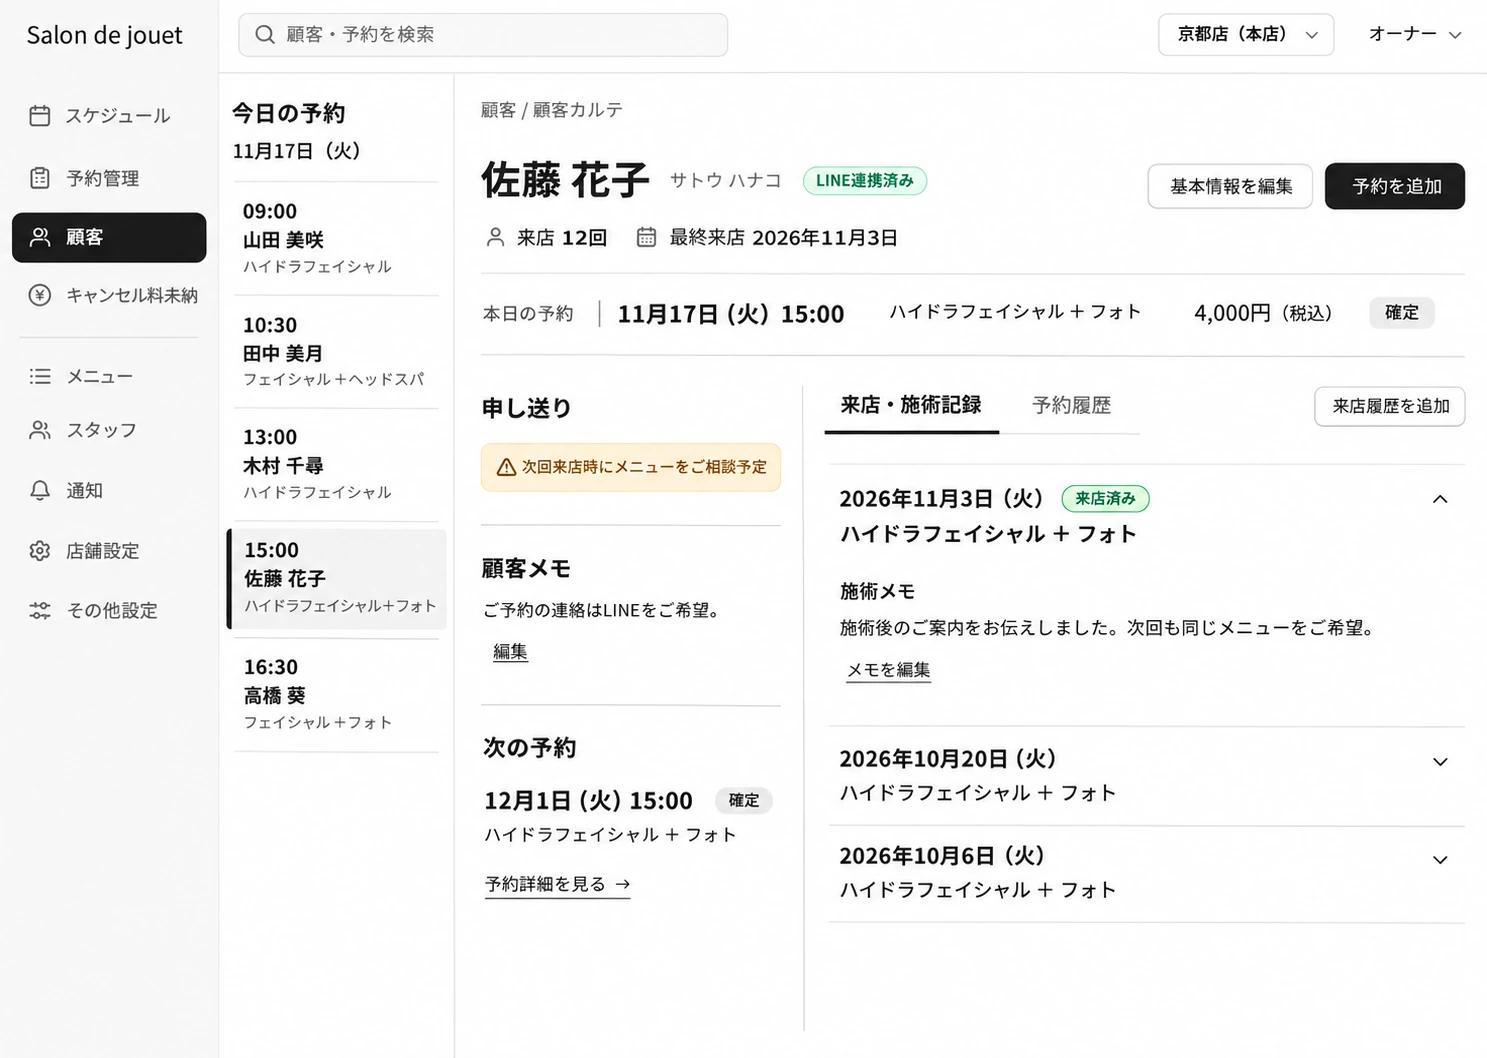 Salon de jouet
顧客・予約を検索
京都店（本店）
オーナー
スケジュール
予約管理
顧客
キャンセル料未納
メニュー
スタッフ
通知
店舗設定
その他設定
今日の予約
11月17日（火）
09:00
山田 美咲
ハイドラフェイシャル
10:30
田中 美月
フェイシャル＋ヘッドスパ
13:00
木村 千尋
ハイドラフェイシャル
15:00
佐藤 花子
ハイドラフェイシャル＋フォト
16:30
高橋 葵
フェイシャル＋フォト
顧客 / 顧客カルテ
佐藤 花子 サトウ ハナコ LINE連携済み
基本情報を編集
予約を追加
来店 12回 最終来店 2026年11月3日
本日の予約 11月17日 (火) 15:00 ハイドラフェイシャル ＋ フォト 4,000円（税込） 確定
申し送り
次回来店時にメニューをご相談予定
顧客メモ
ご予約の連絡はLINEをご希望。
編集
次の予約
12月1日 (火) 15:00 確定
ハイドラフェイシャル ＋ フォト
予約詳細を見る →
来店・施術記録 予約履歴
来店履歴を追加
2026年11月3日（火） 来店済み
ハイドラフェイシャル ＋ フォト
施術メモ
施術後のご案内をお伝えしました。次回も同じメニューをご希望。
メモを編集
2026年10月20日（火）
ハイドラフェイシャル ＋ フォト
2026年10月6日（火）
ハイドラフェイシャル ＋ フォト